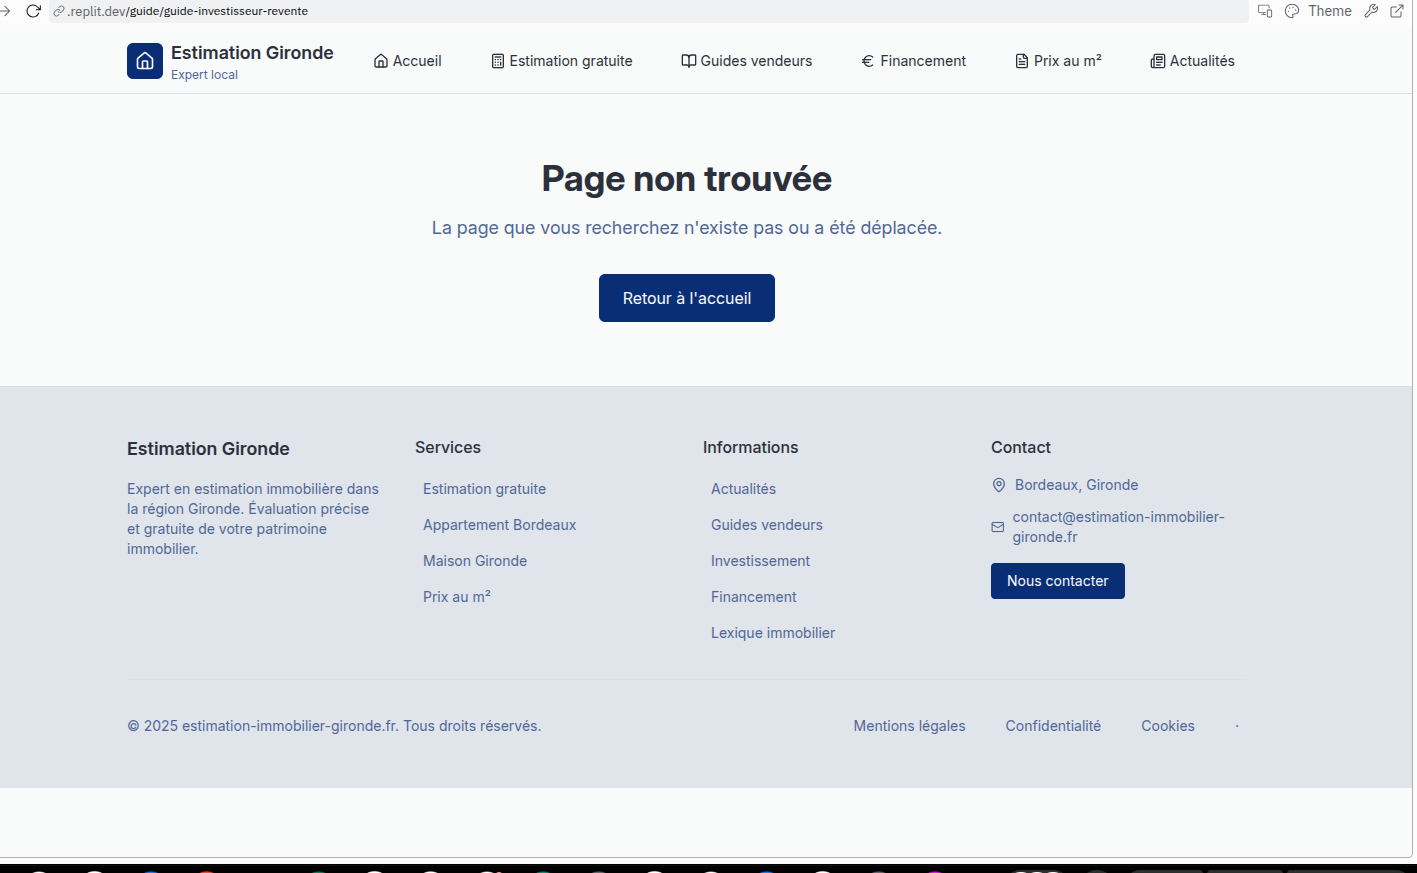 .replit.dev/guide/guide-investisseur-revente
Theme
Estimation Gironde
Expert local
Accueil
Estimation gratuite
Guides vendeurs
Financement
Prix au m²
Actualités
Page non trouvée
La page que vous recherchez n'existe pas ou a été déplacée.
Retour à l'accueil
Estimation Gironde
Expert en estimation immobilière dans
la région Gironde. Évaluation précise
et gratuite de votre patrimoine
immobilier.
Services
Estimation gratuite
Appartement Bordeaux
Maison Gironde
Prix au m²
Informations
Actualités
Guides vendeurs
Investissement
Financement
Lexique immobilier
Contact
Bordeaux, Gironde
contact@estimation-immobilier-
gironde.fr
Nous contacter
© 2025 estimation-immobilier-gironde.fr. Tous droits réservés.
Mentions légales
Confidentialité
Cookies
·